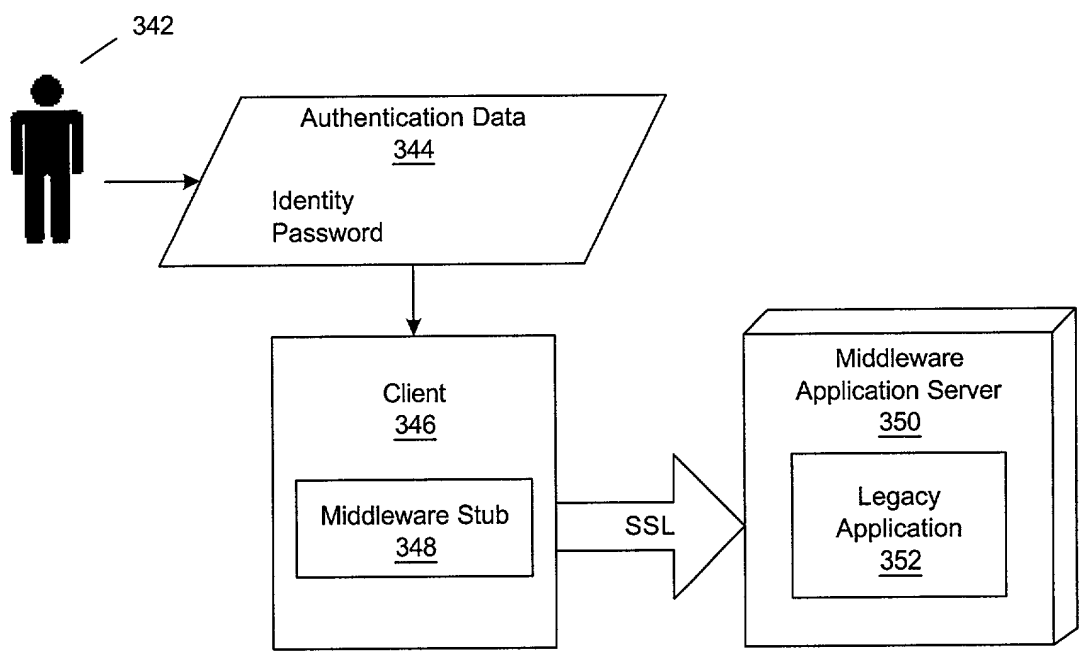 342
Authentication Data
344
Identity
Password
Client
346
Middleware Stub
348
SSL
Middleware
Application Server
350
Legacy
Application
352